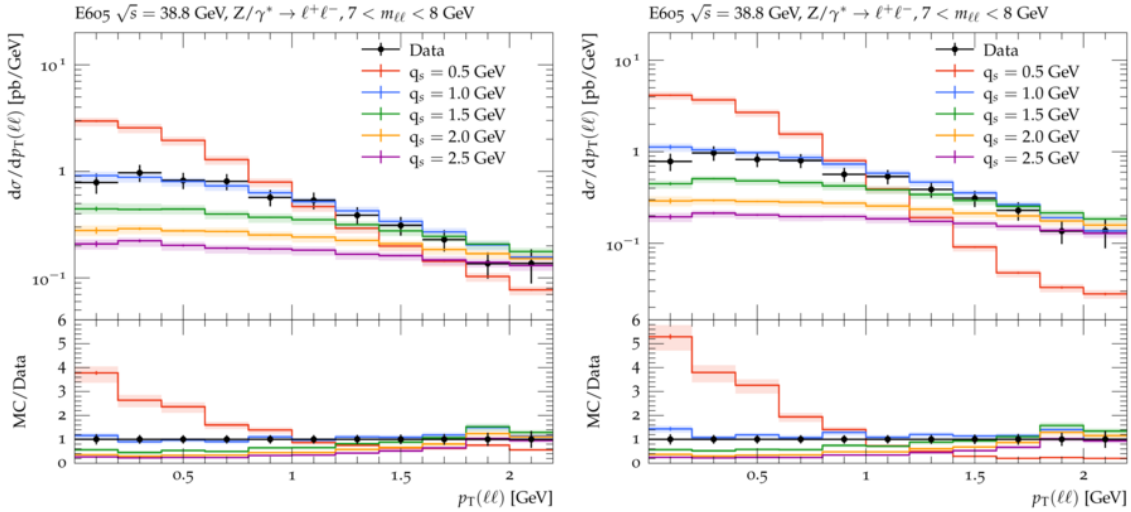 E605 √s = 38.8 GeV, Z/γ* → ℓ⁺ℓ⁻, 7 < mℓℓ < 8 GeV
dσ/dpT(ℓℓ) [pb/GeV]
10¹
1
10⁻¹
Data
qs = 0.5 GeV
qs = 1.0 GeV
qs = 1.5 GeV
qs = 2.0 GeV
qs = 2.5 GeV
MC/Data
6
5
4
3
2
1
0
0.5
1
1.5
2
pT(ℓℓ) [GeV]
E605 √s = 38.8 GeV, Z/γ* → ℓ⁺ℓ⁻, 7 < mℓℓ < 8 GeV
dσ/dpT(ℓℓ) [pb/GeV]
10¹
1
10⁻¹
Data
qs = 0.5 GeV
qs = 1.0 GeV
qs = 1.5 GeV
qs = 2.0 GeV
qs = 2.5 GeV
MC/Data
5
4
3
2
1
0
0.5
1
1.5
2
pT(ℓℓ) [GeV]